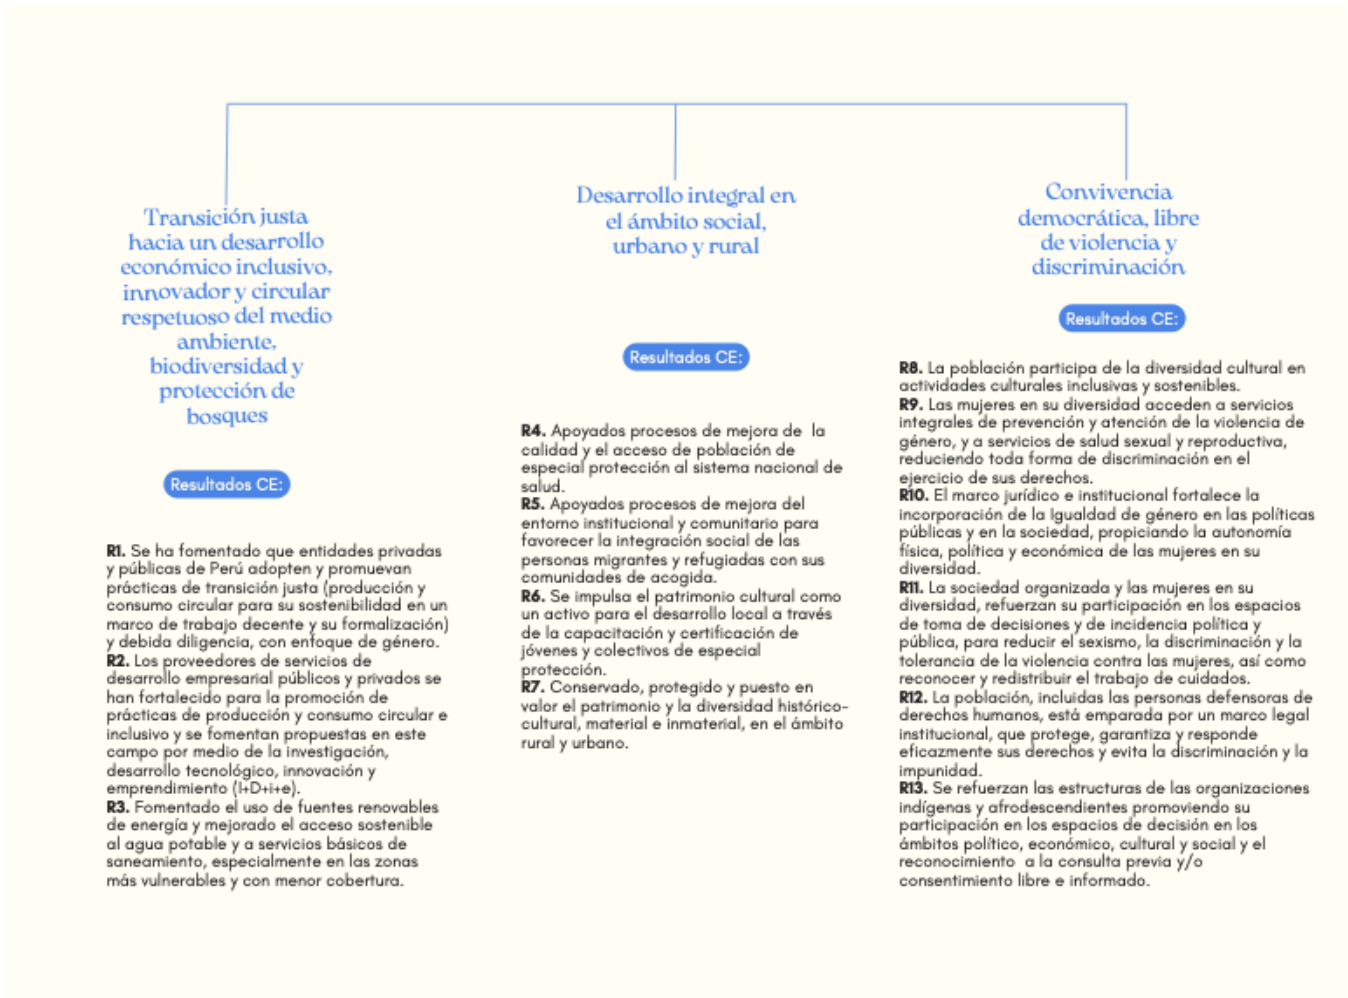 Transición justa
hacia un desarrollo
económico inclusivo,
innovador y circular
respetuoso del medio
ambiente,
biodiversidad y
protección de
bosques
Resultados CE:
R1. Se ha fomentado que entidades privadas
y públicas de Perú adopten y promuevan
prácticas de transición justa (producción y
consumo circular para su sostenibilidad en un
marco de trabajo decente y su formalización)
y debida diligencia, con enfoque de género.
R2. Los proveedores de servicios de
desarrollo empresarial públicos y privados se
han fortalecido para la promoción de
prácticas de producción y consumo circular e
inclusivo y se fomentan propuestas en este
campo por medio de la investigación,
desarrollo tecnológico, innovación y
emprendimiento (I+D+i+e).
R3. Fomentado el uso de fuentes renovables
de energía y mejorado el acceso sostenible
al agua potable y a servicios básicos de
saneamiento, especialmente en las zonas
más vulnerables y con menor cobertura.
Desarrollo integral en
el ámbito social,
urbano y rural
Resultados CE:
R4. Apoyados procesos de mejora de la
calidad y el acceso de población de
especial protección al sistema nacional de
salud.
R5. Apoyados procesos de mejora del
entorno institucional y comunitario para
favorecer la integración social de las
personas migrantes y refugiadas con sus
comunidades de acogida.
R6. Se impulsa el patrimonio cultural como
un activo para el desarrollo local a través
de la capacitación y certificación de
jóvenes y colectivos de especial
protección.
R7. Conservado, protegido y puesto en
valor el patrimonio y la diversidad histórico-
cultural, material e inmaterial, en el ámbito
rural y urbano.
Convivencia
democrática, libre
de violencia y
discriminación
Resultados CE:
R8. La población participa de la diversidad cultural en
actividades culturales inclusivas y sostenibles.
R9. Las mujeres en su diversidad acceden a servicios
integrales de prevención y atención de la violencia de
género, y a servicios de salud sexual y reproductiva,
reduciendo toda forma de discriminación en el
ejercicio de sus derechos.
R10. El marco jurídico e institucional fortalece la
incorporación de la Igualdad de género en las políticas
públicas y en la sociedad, propiciando la autonomía
física, política y económica de las mujeres en su
diversidad.
R11. La sociedad organizada y las mujeres en su
diversidad, refuerzan su participación en los espacios
de toma de decisiones y de incidencia política y
pública, para reducir el sexismo, la discriminación y la
tolerancia de la violencia contra las mujeres, así como
reconocer y redistribuir el trabajo de cuidados.
R12. La población, incluidas las personas defensoras de
derechos humanos, está emparada por un marco legal
institucional, que protege, garantiza y responde
eficazmente sus derechos y evita la discriminación y la
impunidad.
R13. Se refuerzan las estructuras de las organizaciones
indígenas y afrodescendientes promoviendo su
participación en los espacios de decisión en los
ámbitos político, económico, cultural y social y el
reconocimiento a la consulta previa y/o
consentimiento libre e informado.